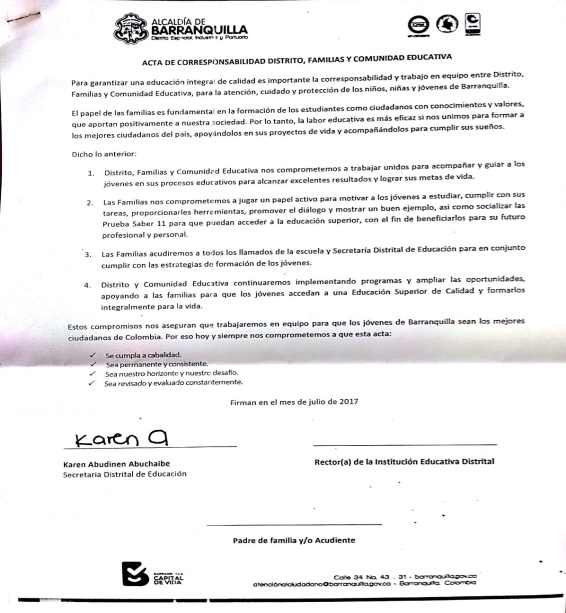 ALCALDÍA DE
BARRANQUILLA
Distrito Especial, Industrial y Portuario
ACTA DE CORRESPONSABILIDAD DISTRITO, FAMILIAS Y COMUNIDAD EDUCATIVA
Para garantizar una educación integral de calidad es importante la corresponsabilidad y trabajo en equipo entre Distrito,
Familias y Comunidad Educativa, para la atención, cuidado y protección de los niños, niñas y jóvenes de Barranquilla.
El papel de las familias es fundamental en la formación de los estudiantes como ciudadanos con conocimientos y valores,
que aportan positivamente a nuestra sociedad. Por lo tanto, la labor educativa es más eficaz si nos unimos para formar a
los mejores ciudadanos del país, apoyándolos en sus proyectos de vida y acompañándolos para cumplir sus sueños.
Dicho lo anterior:
1. Distrito, Familias y Comunidad Educativa nos comprometemos a trabajar unidos para acompañar y guiar a los
jóvenes en sus procesos educativos para alcanzar excelentes resultados y lograr sus metas de vida.
2. Las Familias nos comprometemos a jugar un papel activo para motivar a los jóvenes a estudiar, cumplir con sus
tareas, proporcionarles herramientas, promover el diálogo y mostrar un buen ejemplo, así como socializar las
Prueba Saber 11 para que puedan acceder a la educación superior, con el fin de beneficiarlos para su futuro
profesional y personal.
3. Las Familias acudiremos a todos los llamados de la escuela y Secretaria Distrital de Educación para en conjunto
cumplir con las estrategias de formación de los jóvenes.
4. Distrito y Comunidad Educativa continuaremos implementando programas y ampliar las oportunidades,
apoyando a las familias para que los jóvenes accedan a una Educación Superior de Calidad y formarlos
integralmente para la vida.
Estos compromisos nos aseguran que trabajaremos en equipo para que los jóvenes de Barranquilla sean los mejores
ciudadanos de Colombia. Por eso hoy y siempre nos comprometemos a que esta acta:
✓ Se cumpla a cabalidad.
✓ Sea permanente y consistente.
✓ Sea nuestro horizonte y nuestro desafío.
✓ Sea revisado y evaluado constantemente.
Firman en el mes de julio de 2017
Karen A
Karen Abudinen Abuchaibe
Secretaria Distrital de Educación
Rector(a) de la Institución Educativa Distrital
Padre de familia y/o Acudiente
CAPITAL
DE VIDA
Calle 34 No. 43 - 31 - barranquilla.gov.co
atencionalciudadano@barranquilla.gov.co - Barranquilla, Colombia